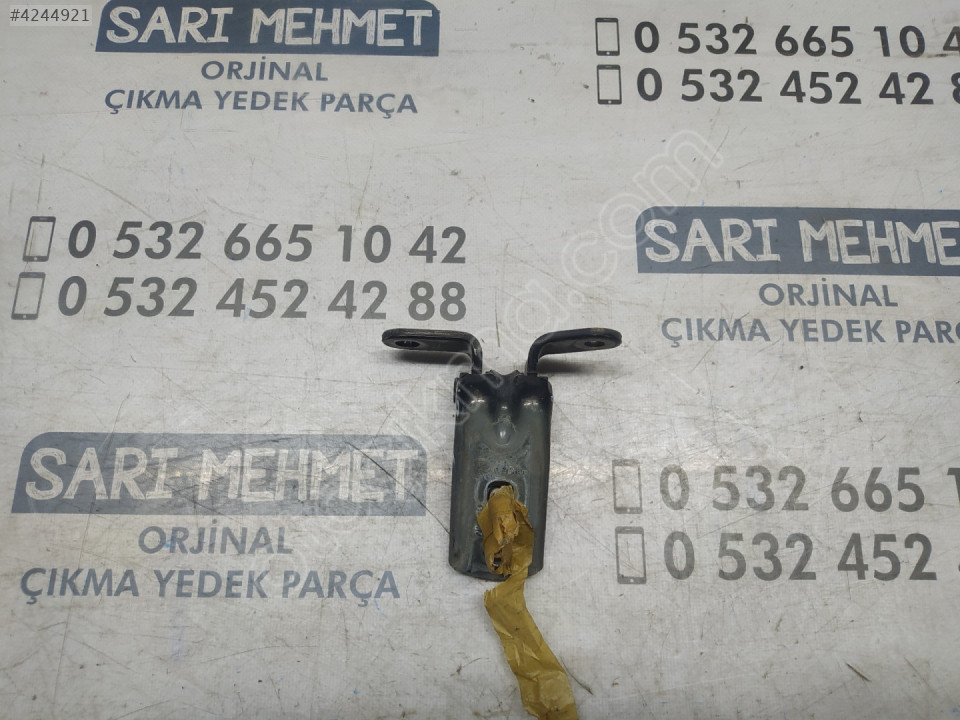 #4244921
SARI MEHMET
ORJİNAL
ÇIKMA YEDEK PARÇA
0 532 665 10 4
0 532 452 42 8
0 532 665 10 42
0 532 452 42 88
SARI MEHMET
ORJİNAL
ÇIKMA YEDEK PARÇA
SARI MEHMET
ORJİNAL
ÇIKMA YEDEK PARÇA
0 532 665 1
0 532 452